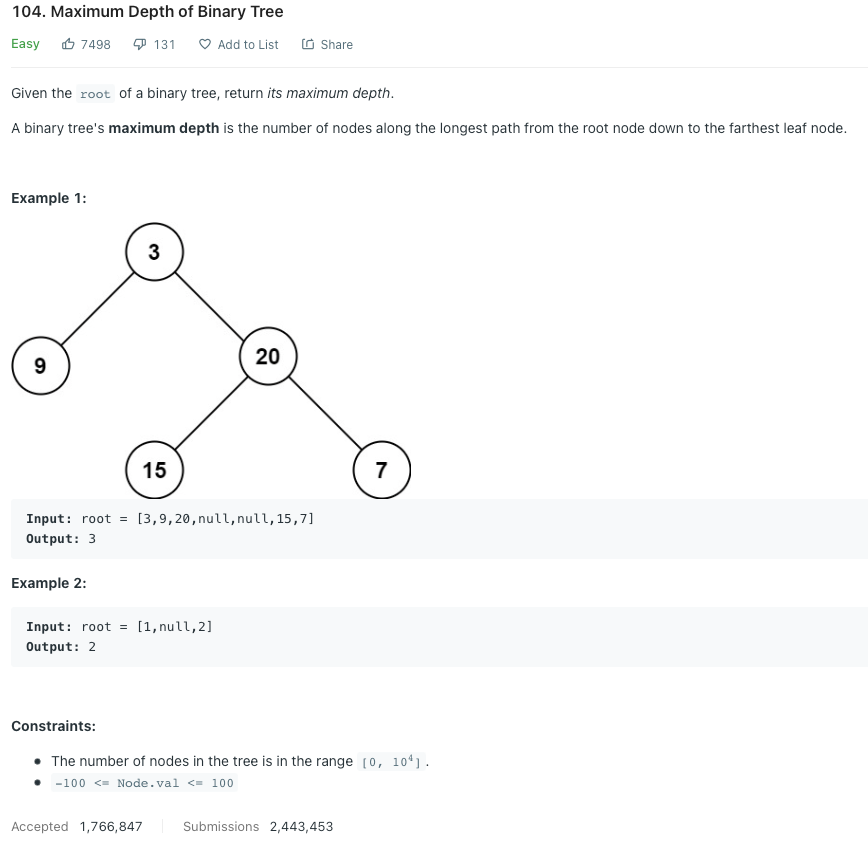 104. Maximum Depth of Binary Tree
Easy 7498 131 Add to List Share
Given the root of a binary tree, return its maximum depth.
A binary tree's maximum depth is the number of nodes along the longest path from the root node down to the farthest leaf node.
Example 1:
3
9
20
15
7
Input: root = [3,9,20,null,null,15,7]
Output: 3
Example 2:
Input: root = [1,null,2]
Output: 2
Constraints:
• The number of nodes in the tree is in the range [0, 10⁴].
• -100 <= Node.val <= 100
Accepted 1,766,847 Submissions 2,443,453